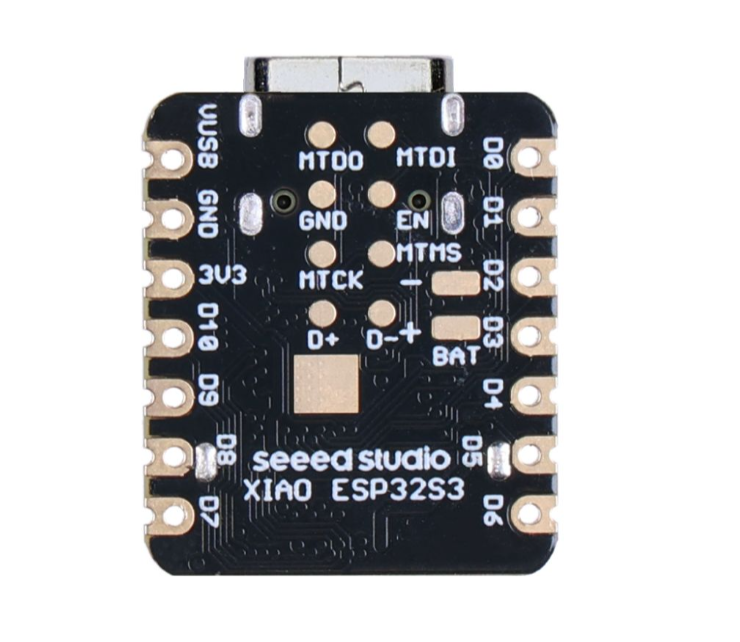 VUSB
D0
MTDO
MTDI
GND
D1
GND
EN
3V3
D2
MTCK
MTMS
-
D10
D3
D+
D-
+
BAT
D9
D4
D8
D5
seeed studio
XIAO ESP32S3
D7
D6